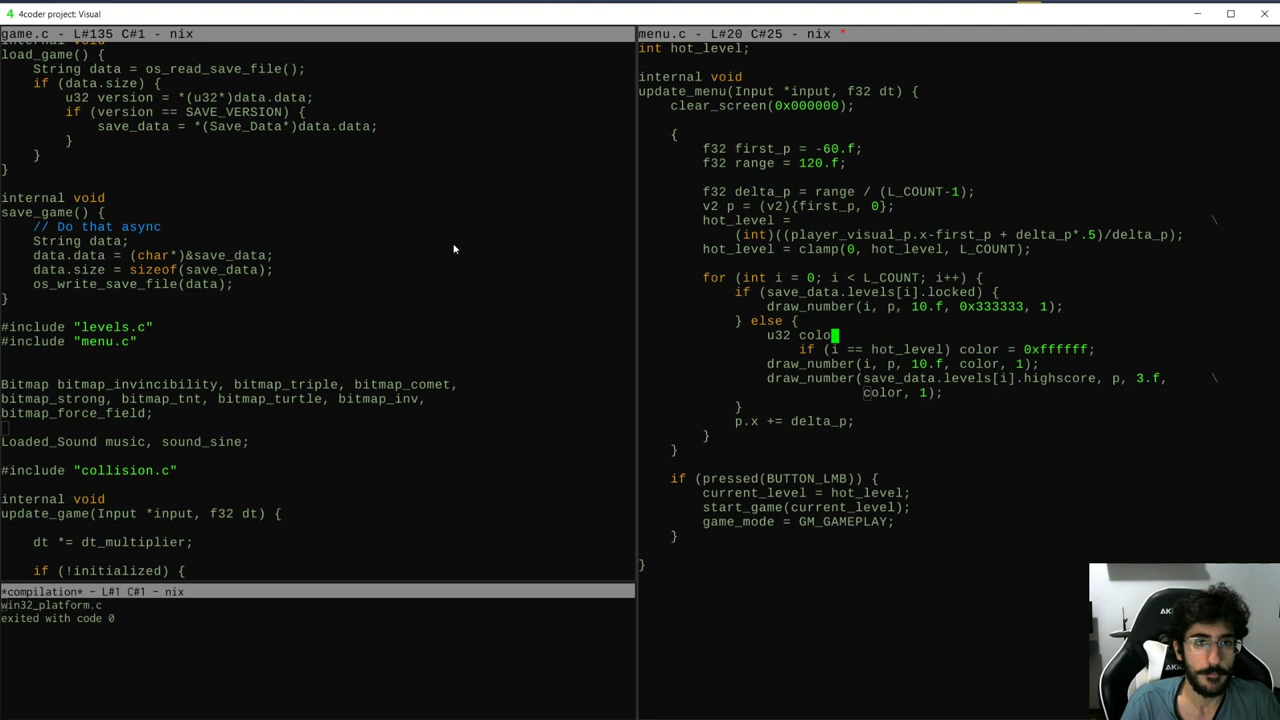 4 4coder project: Visual
game.c - L#135 C#1 - nix
internal void
load_game() {
    String data = os_read_save_file();
    if (data.size) {
        u32 version = *(u32*)data.data;
        if (version == SAVE_VERSION) {
            save_data = *(Save_Data*)data.data;
        }
    }
}
internal void
save_game() {
    // Do that async
    String data;
    data.data = (char*)&save_data;
    data.size = sizeof(save_data);
    os_write_save_file(data);
}
#include "levels.c"
#include "menu.c"
Bitmap bitmap_invincibility, bitmap_triple, bitmap_comet,
bitmap_strong, bitmap_tnt, bitmap_turtle, bitmap_inv,
bitmap_force_field;
Loaded_Sound music, sound_sine;
#include "collision.c"
internal void
update_game(Input *input, f32 dt) {
    dt *= dt_multiplier;
    if (!initialized) {
*compilation* - L#1 C#1 - nix
win32_platform.c
exited with code 0
menu.c - L#20 C#25 - nix *
int hot_level;
internal void
update_menu(Input *input, f32 dt) {
    clear_screen(0x000000);
    {
        f32 first_p = -60.f;
        f32 range = 120.f;
        f32 delta_p = range / (L_COUNT-1);
        v2 p = (v2){first_p, 0};
        hot_level = \
            (int)((player_visual_p.x-first_p + delta_p*.5)/delta_p);
        hot_level = clamp(0, hot_level, L_COUNT);
        for (int i = 0; i < L_COUNT; i++) {
            if (save_data.levels[i].locked) {
                draw_number(i, p, 10.f, 0x333333, 1);
            } else {
                u32 colo
                    if (i == hot_level) color = 0xffffff;
                draw_number(i, p, 10.f, color, 1);
                draw_number(save_data.levels[i].highscore, p, 3.f, \
                            color, 1);
            }
            p.x += delta_p;
        }
    }
    if (pressed(BUTTON_LMB)) {
        current_level = hot_level;
        start_game(current_level);
        game_mode = GM_GAMEPLAY;
    }
}